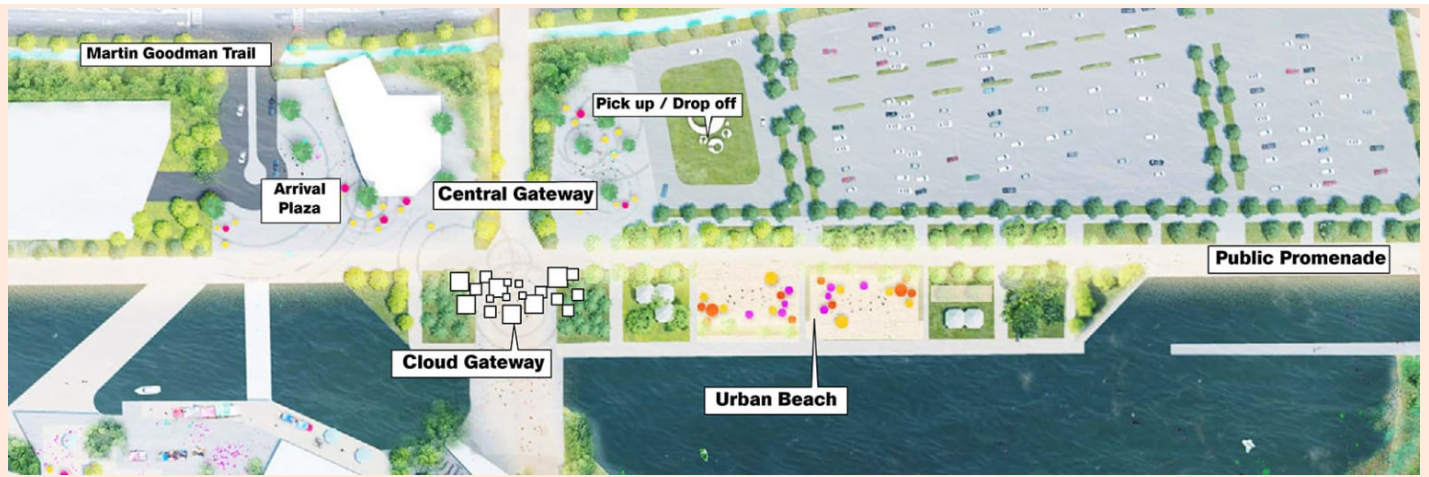 Martin Goodman Trail
Pick up / Drop off
Arrival
Plaza
Central Gateway
Public Promenade
Cloud Gateway
Urban Beach